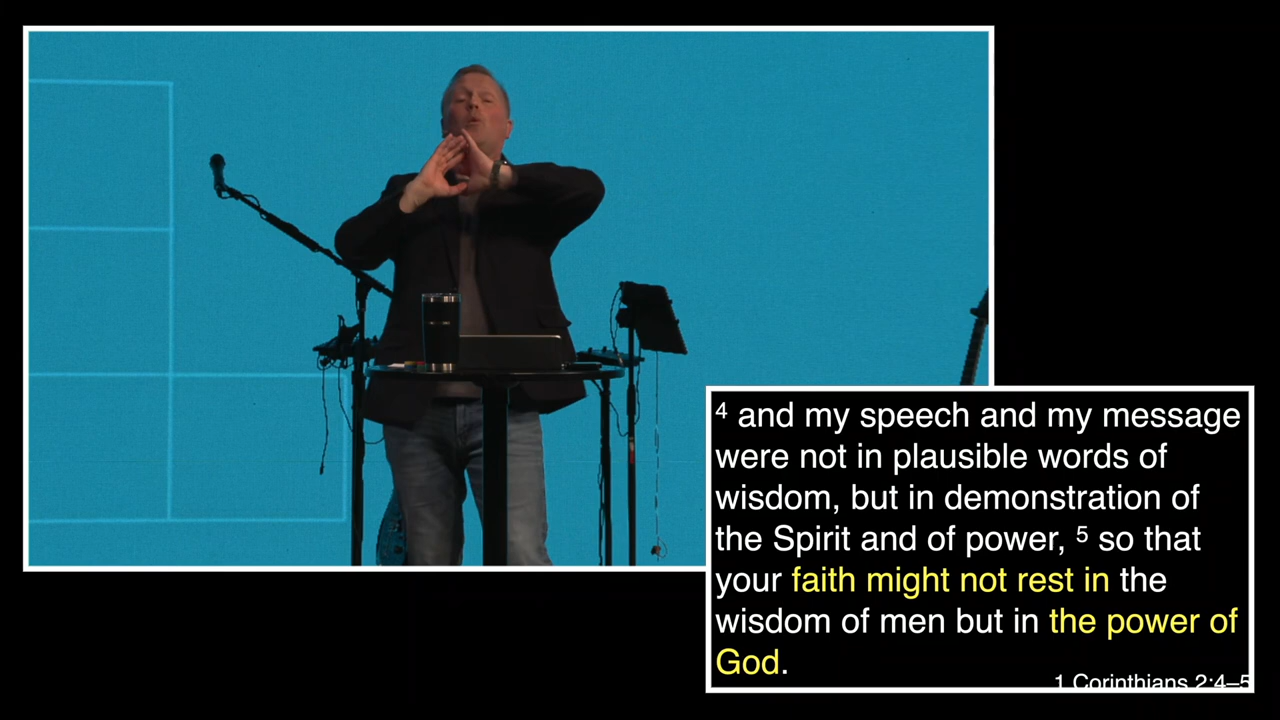 4 and my speech and my message
were not in plausible words of
wisdom, but in demonstration of
the Spirit and of power, 5 so that
your faith might not rest in the
wisdom of men but in the power of
God.
1 Corinthians 2:4–5